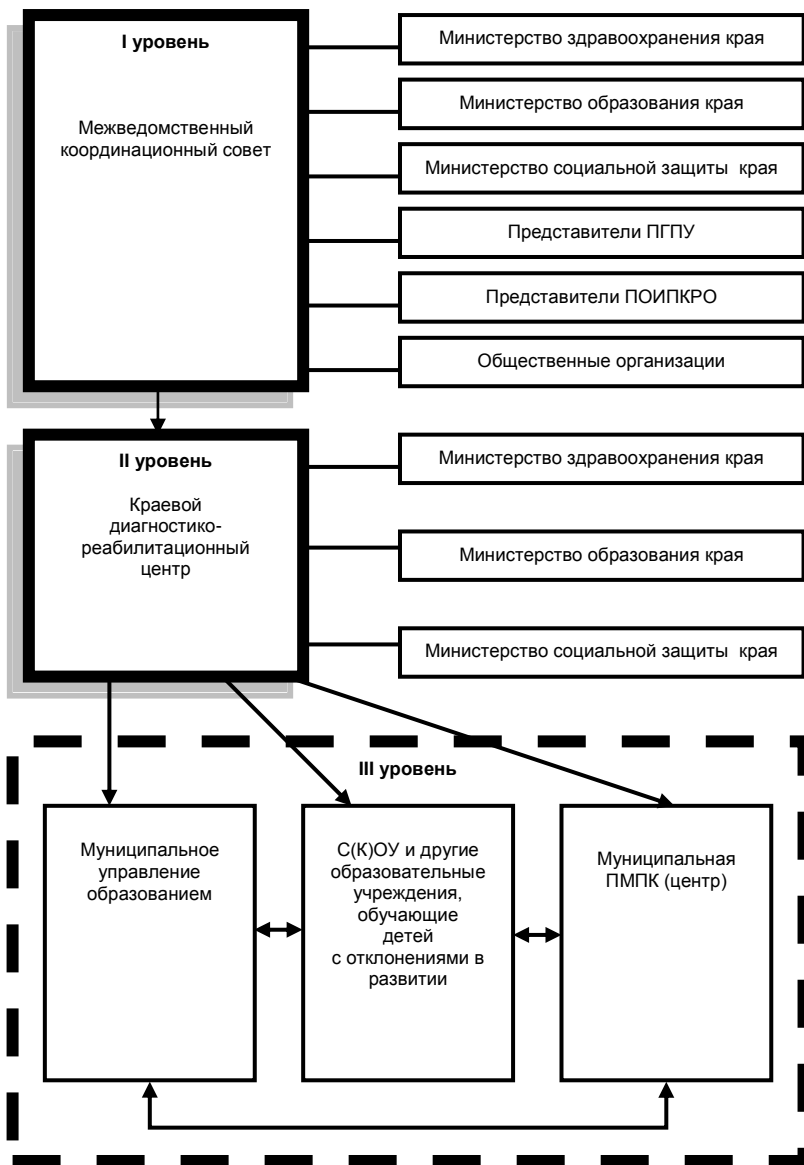 I уровень
Межведомственный
координационный совет
Министерство здравоохранения края
Министерство образования края
Министерство социальной защиты края
Представители ПГПУ
Представители ПОИПКРО
Общественные организации
II уровень
Краевой
диагностико-
реабилитационный
центр
Министерство здравоохранения края
Министерство образования края
Министерство социальной защиты края
III уровень
Муниципальное
управление
образованием
С(К)ОУ и другие
образовательные
учреждения,
обучающие
детей
с отклонениями в
развитии
Муниципальная
ПМПК (центр)